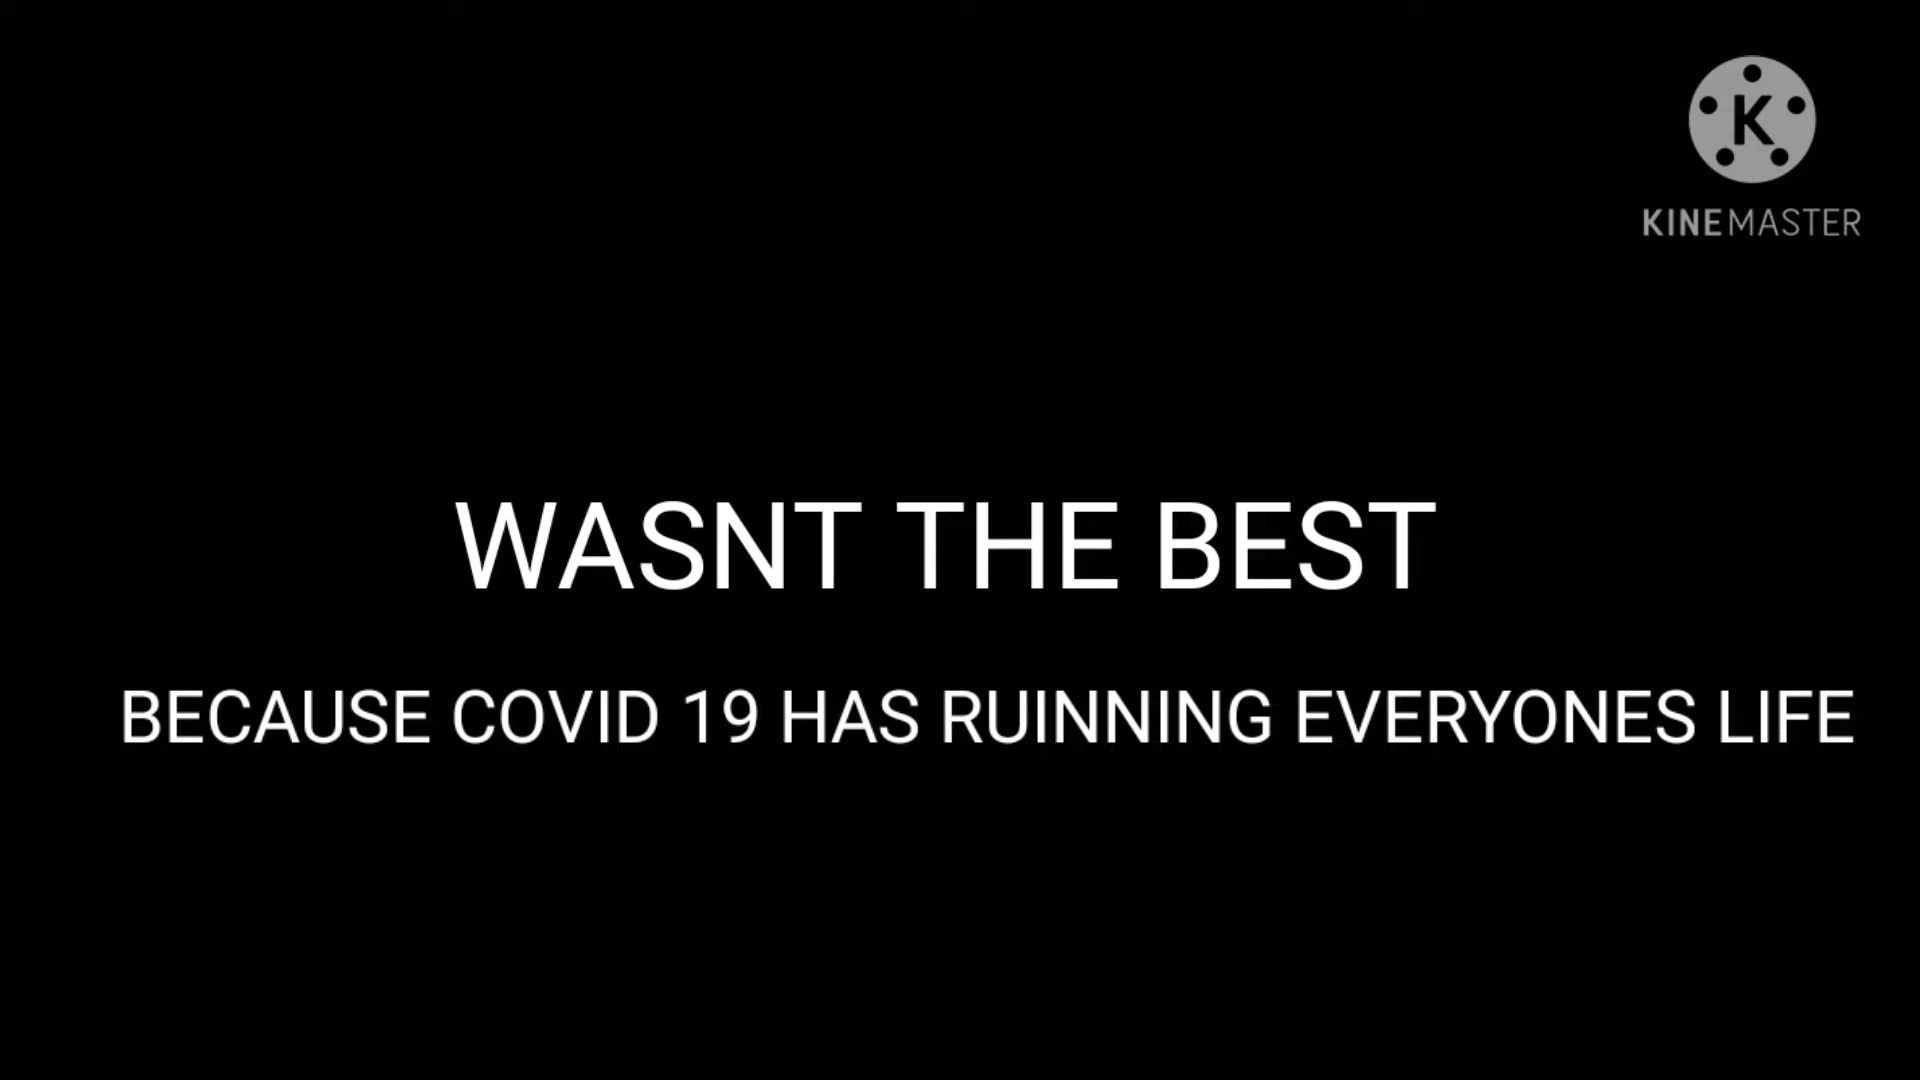 K
KINEMASTER
WASNT THE BEST
BECAUSE COVID 19 HAS RUINNING EVERYONES LIFE